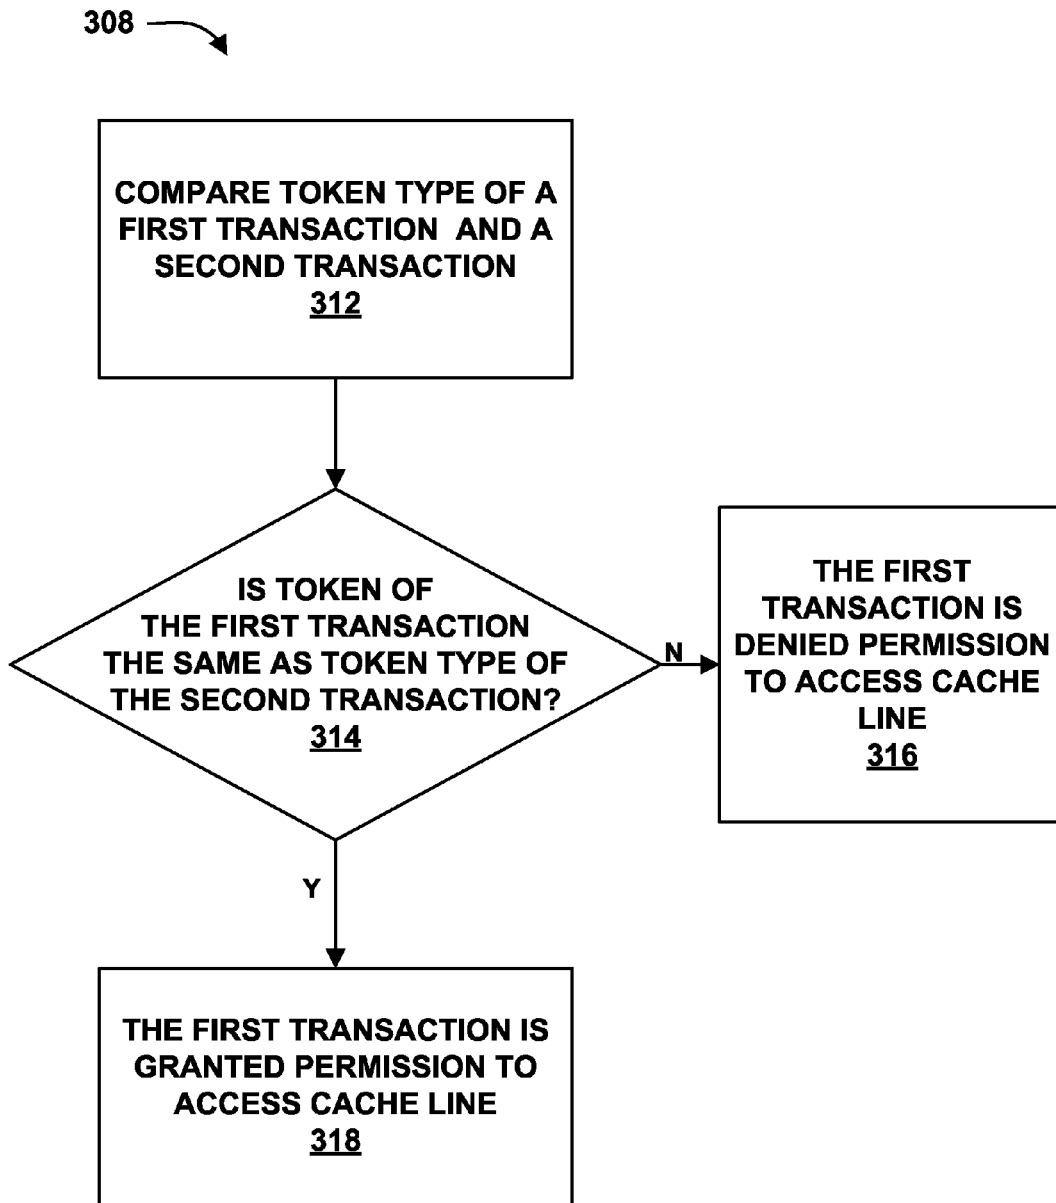 308
COMPARE TOKEN TYPE OF A
FIRST TRANSACTION AND A
SECOND TRANSACTION
312
IS TOKEN OF
THE FIRST TRANSACTION
THE SAME AS TOKEN TYPE OF
THE SECOND TRANSACTION?
314
N
THE FIRST
TRANSACTION IS
DENIED PERMISSION
TO ACCESS CACHE
LINE
316
Y
THE FIRST TRANSACTION IS
GRANTED PERMISSION TO
ACCESS CACHE LINE
318